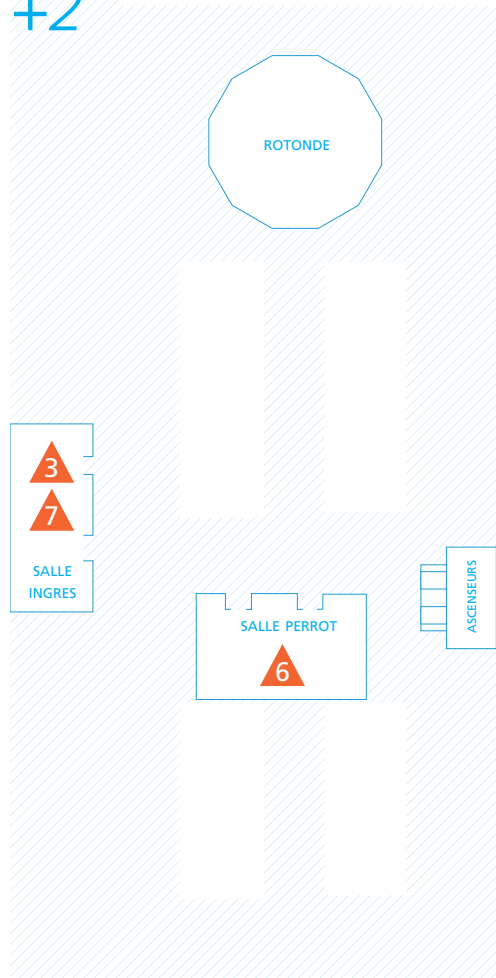 +2
ROTONDE
3
7
SALLE
INGRES
ASCENSEURS
SALLE PERROT
6